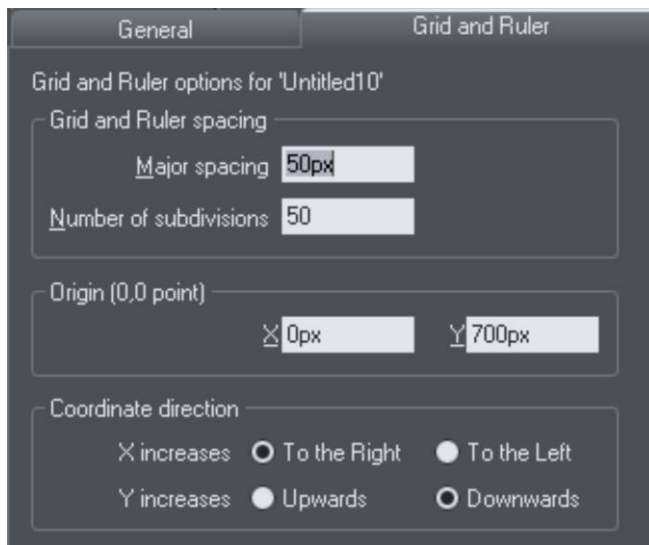 General Grid and Ruler
Grid and Ruler options for 'Untitled10'
Grid and Ruler spacing
Major spacing 50px
Number of subdivisions 50
Origin (0,0 point)
X 0px Y 700px
Coordinate direction
X increases To the Right To the Left
Y increases Upwards Downwards